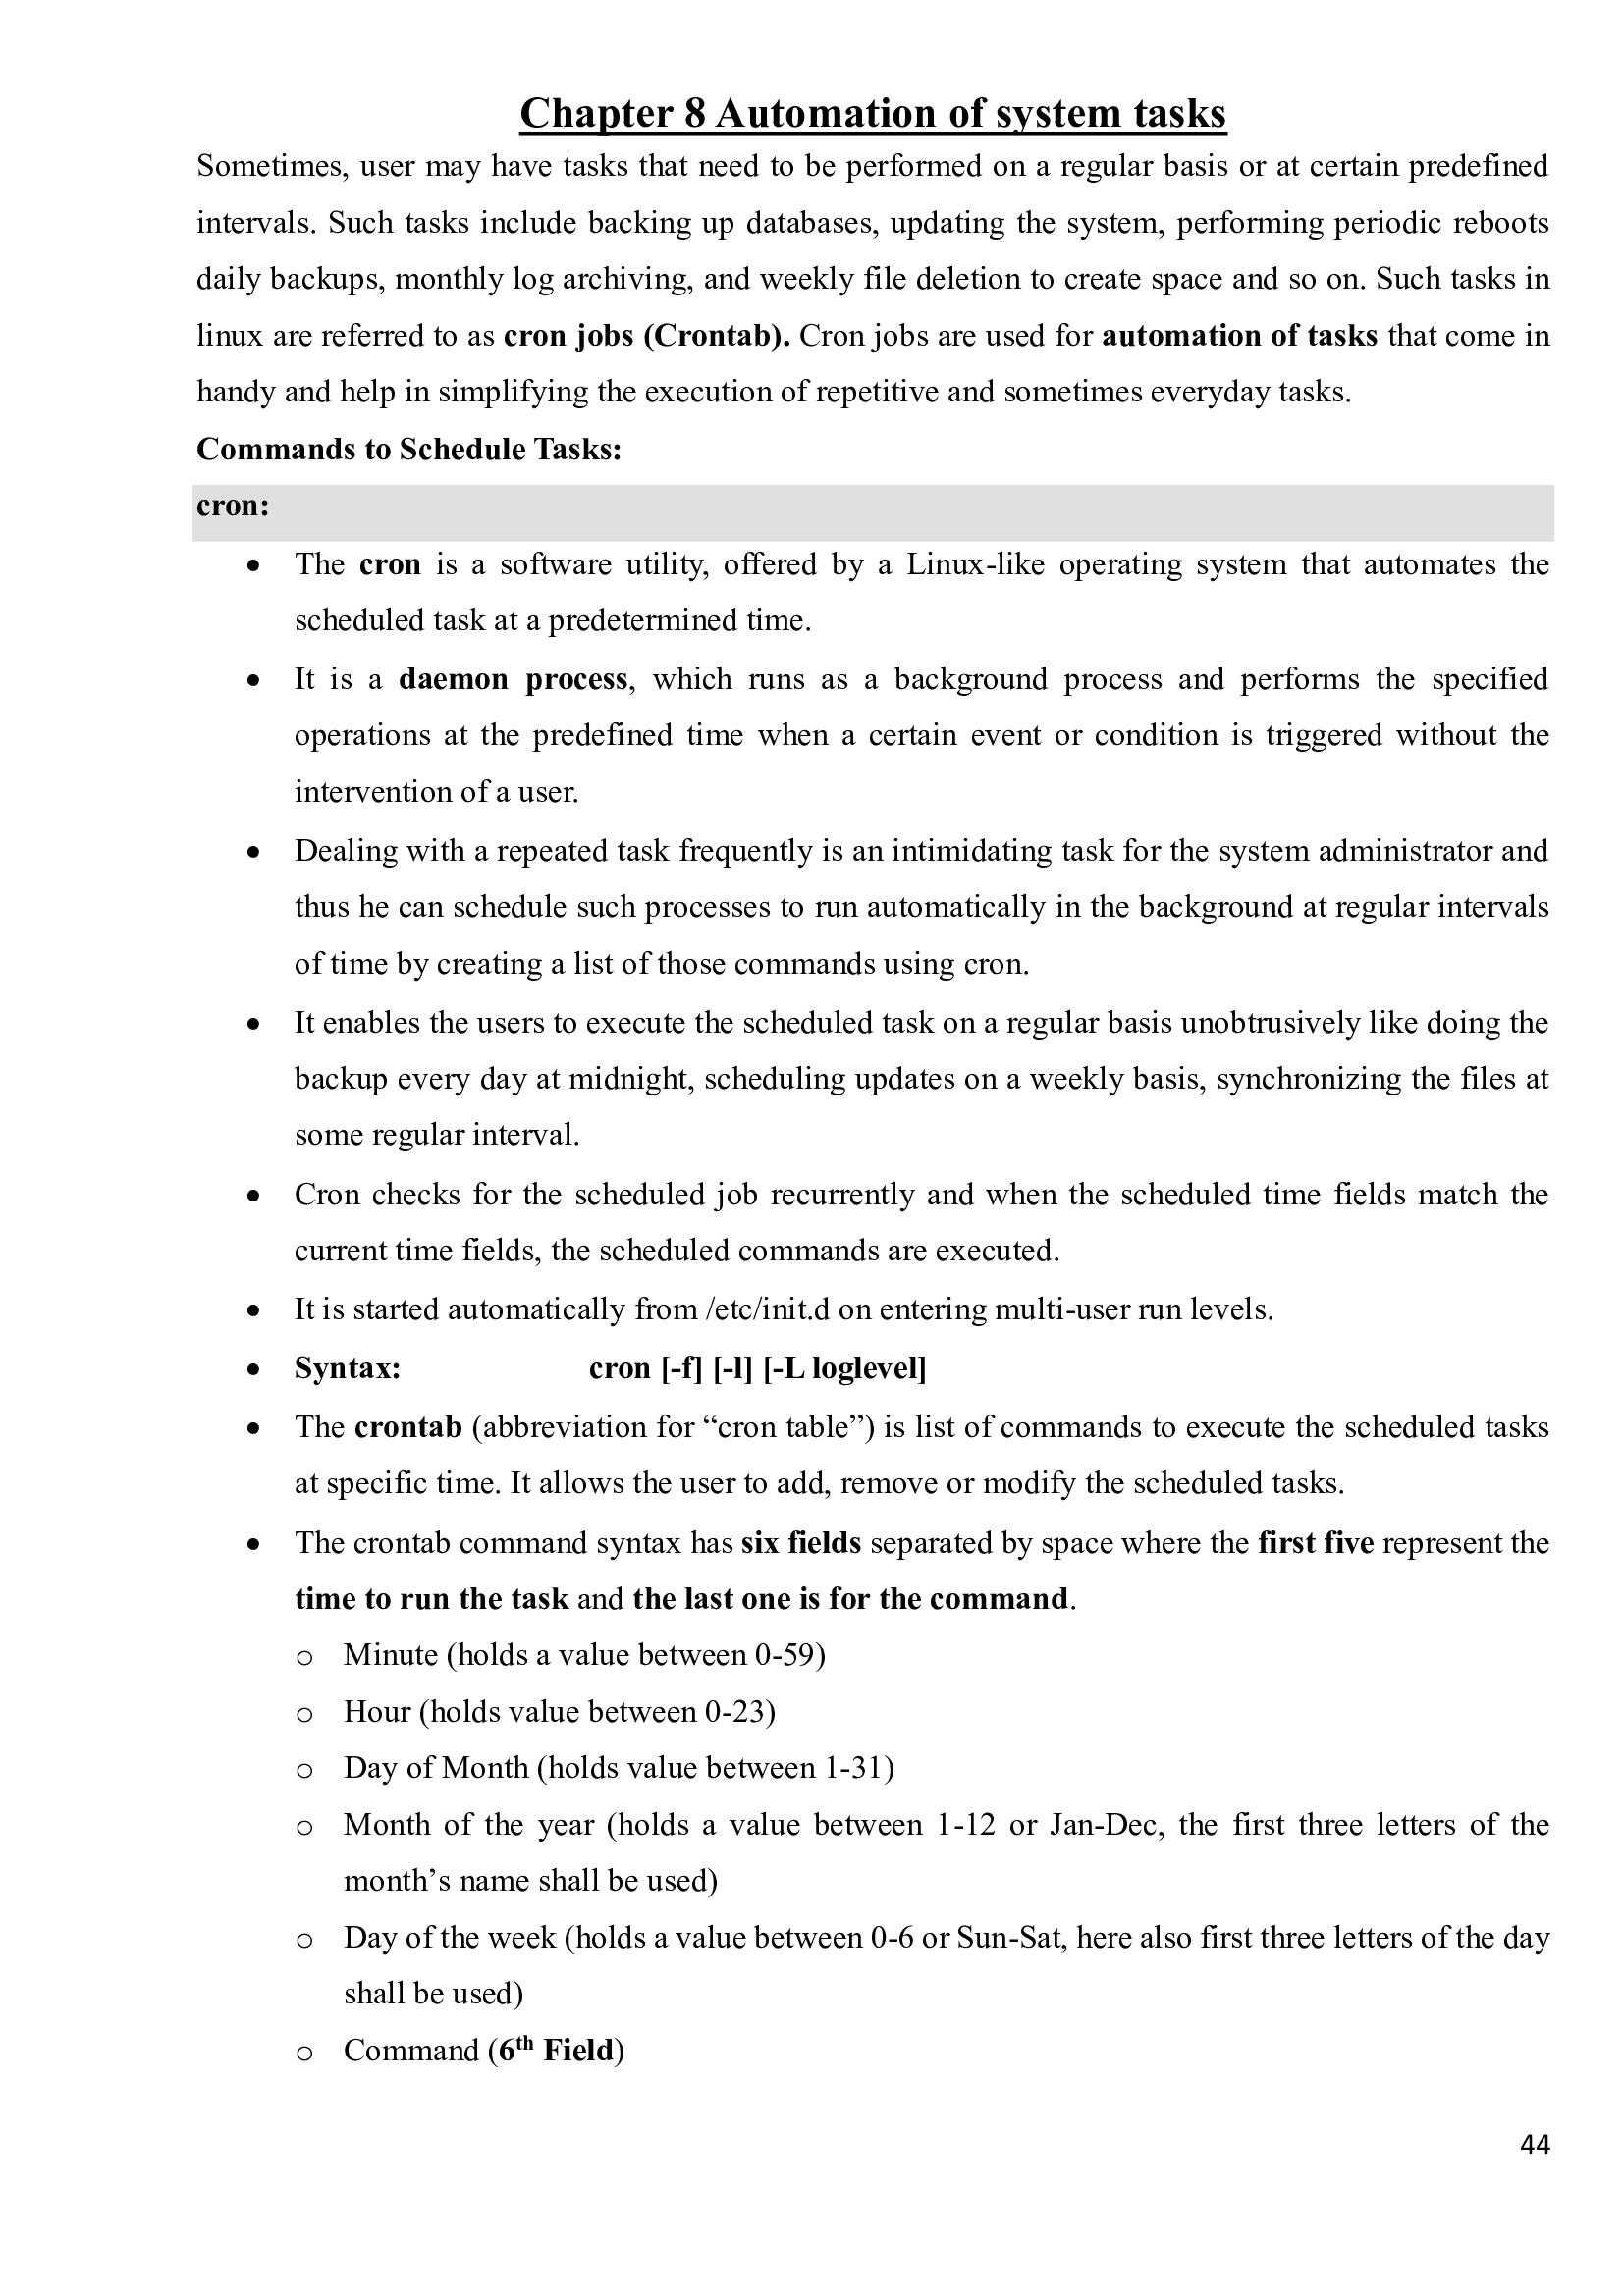 Chapter 8 Automation of system tasks
Sometimes, user may have tasks that need to be performed on a regular basis or at certain predefined
intervals. Such tasks include backing up databases, updating the system, performing periodic reboots
daily backups, monthly log archiving, and weekly file deletion to create space and so on. Such tasks in
linux are referred to as cron jobs (Crontab). Cron jobs are used for automation of tasks that come in
handy and help in simplifying the execution of repetitive and sometimes everyday tasks.
Commands to Schedule Tasks:
cron:
• The cron is a software utility, offered by a Linux-like operating system that automates the
scheduled task at a predetermined time.
• It is a daemon process, which runs as a background process and performs the specified
operations at the predefined time when a certain event or condition is triggered without the
intervention of a user.
• Dealing with a repeated task frequently is an intimidating task for the system administrator and
thus he can schedule such processes to run automatically in the background at regular intervals
of time by creating a list of those commands using cron.
• It enables the users to execute the scheduled task on a regular basis unobtrusively like doing the
backup every day at midnight, scheduling updates on a weekly basis, synchronizing the files at
some regular interval.
• Cron checks for the scheduled job recurrently and when the scheduled time fields match the
current time fields, the scheduled commands are executed.
• It is started automatically from /etc/init.d on entering multi-user run levels.
• Syntax: cron [-f] [-l] [-L loglevel]
• The crontab (abbreviation for “cron table”) is list of commands to execute the scheduled tasks
at specific time. It allows the user to add, remove or modify the scheduled tasks.
• The crontab command syntax has six fields separated by space where the first five represent the
time to run the task and the last one is for the command.
o Minute (holds a value between 0-59)
o Hour (holds value between 0-23)
o Day of Month (holds value between 1-31)
o Month of the year (holds a value between 1-12 or Jan-Dec, the first three letters of the
month’s name shall be used)
o Day of the week (holds a value between 0-6 or Sun-Sat, here also first three letters of the day
shall be used)
o Command (6th Field)
44